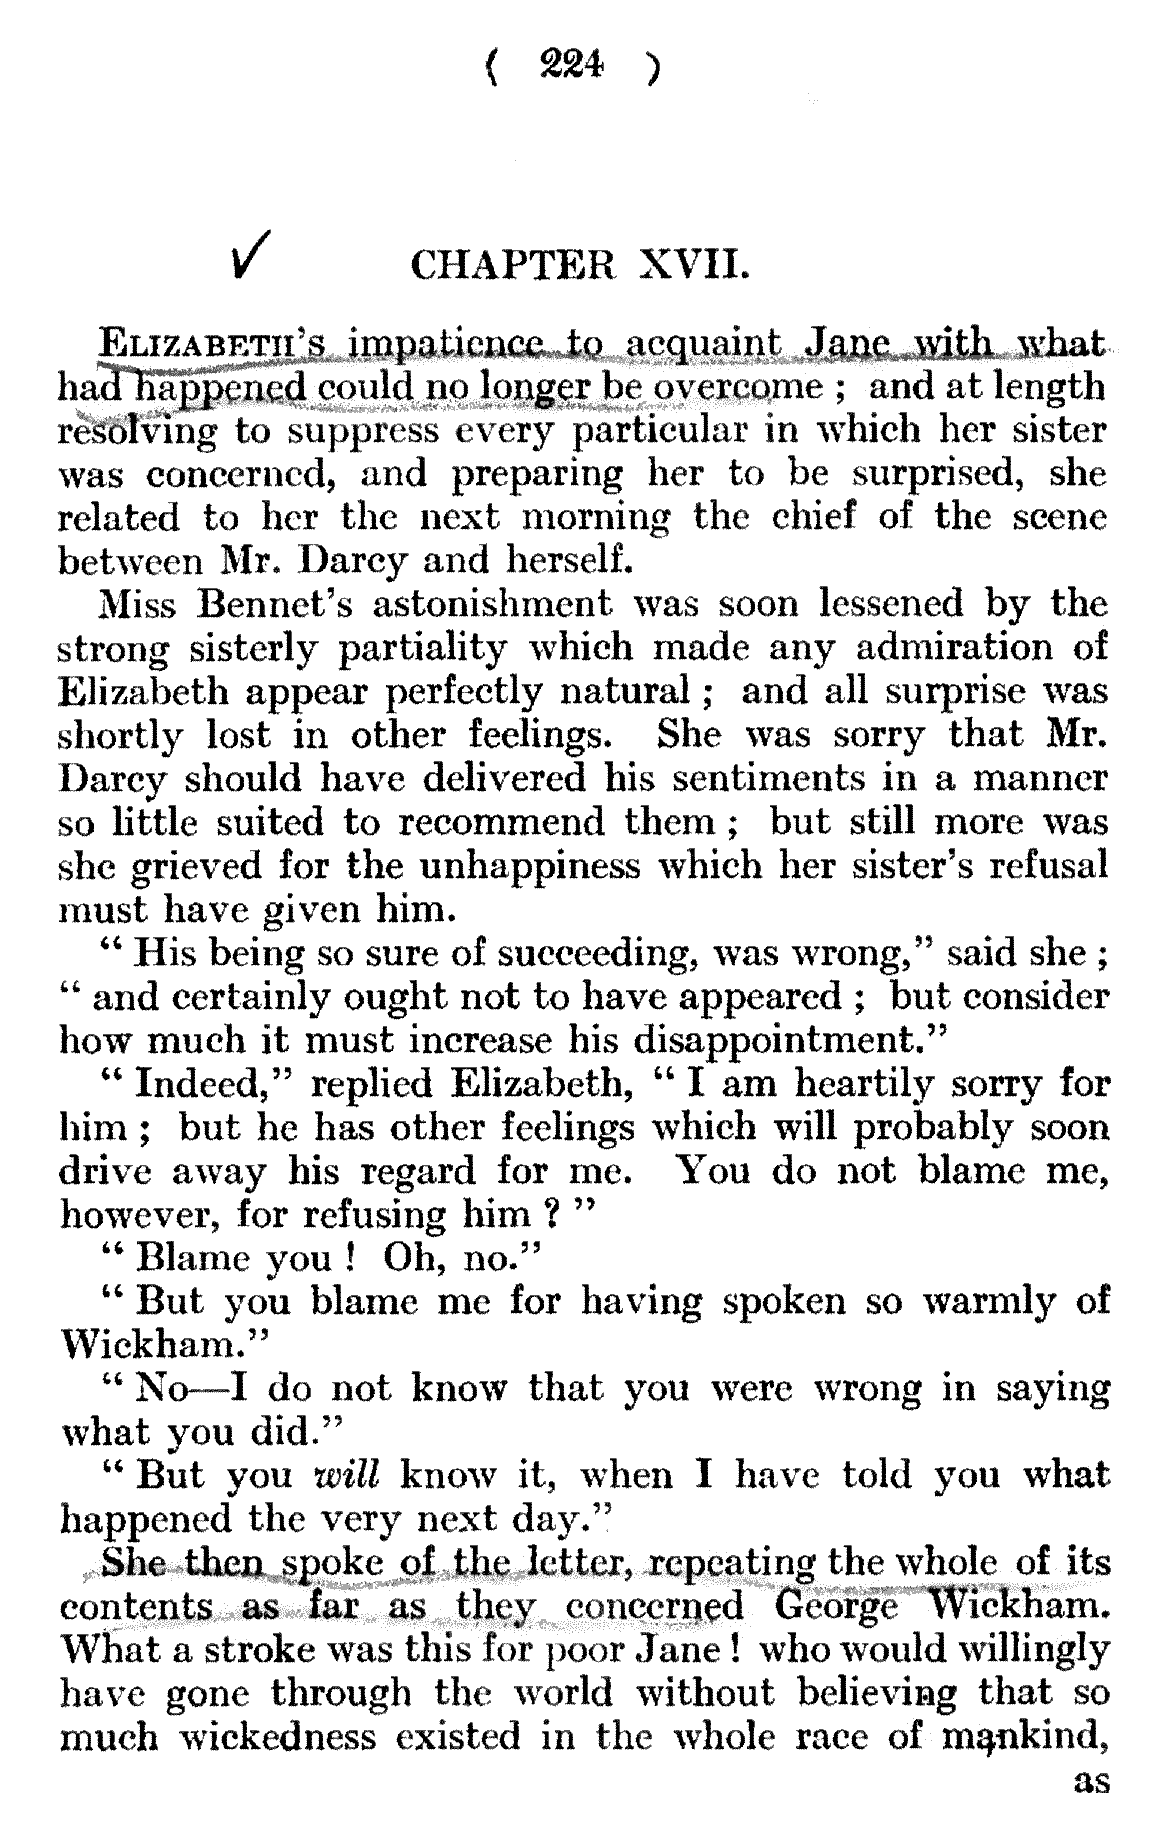 ( 224 )
✓ CHAPTER XVII.
ELIZABETH's impatience to acquaint Jane with what
had happened could no longer be overcome ; and at length
resolving to suppress every particular in which her sister
was concerned, and preparing her to be surprised, she
related to her the next morning the chief of the scene
between Mr. Darcy and herself.
Miss Bennet's astonishment was soon lessened by the
strong sisterly partiality which made any admiration of
Elizabeth appear perfectly natural ; and all surprise was
shortly lost in other feelings. She was sorry that Mr.
Darcy should have delivered his sentiments in a manner
so little suited to recommend them ; but still more was
she grieved for the unhappiness which her sister's refusal
must have given him.
“ His being so sure of succeeding, was wrong,” said she ;
“ and certainly ought not to have appeared ; but consider
how much it must increase his disappointment.”
“ Indeed,” replied Elizabeth, “ I am heartily sorry for
him ; but he has other feelings which will probably soon
drive away his regard for me. You do not blame me,
however, for refusing him ? ”
“ Blame you ! Oh, no.”
“ But you blame me for having spoken so warmly of
Wickham.”
“ No—I do not know that you were wrong in saying
what you did.”
“ But you will know it, when I have told you what
happened the very next day.”
She then spoke of the letter, repeating the whole of its
contents as far as they concerned George Wickham.
What a stroke was this for poor Jane ! who would willingly
have gone through the world without believing that so
much wickedness existed in the whole race of mankind,
as